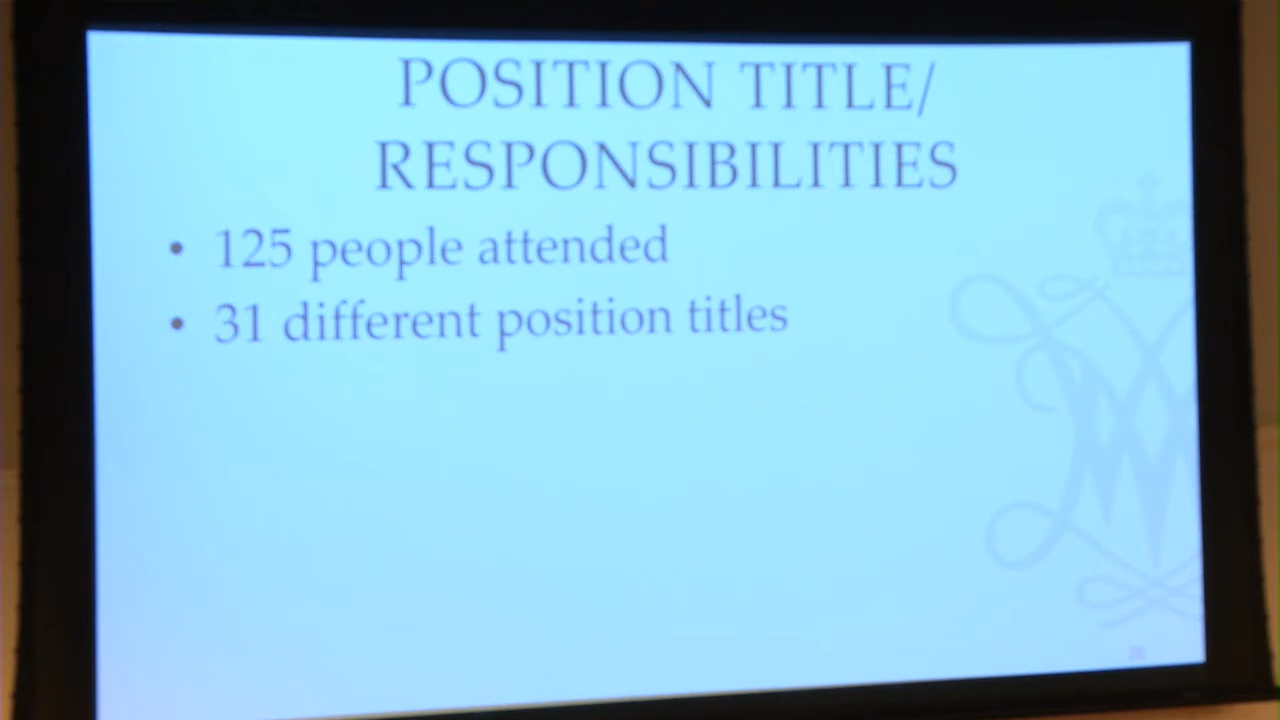 POSITION TITLE/
RESPONSIBILITIES
• 125 people attended
• 31 different position titles